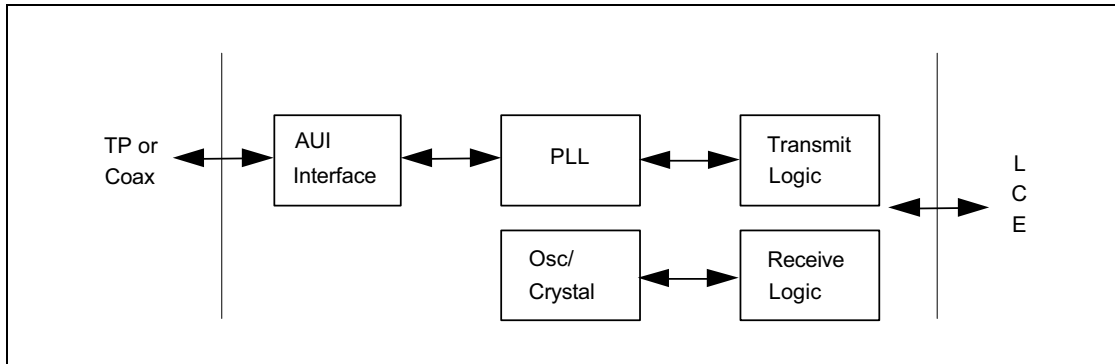 TP or
Coax
AUI
Interface
PLL
Transmit
Logic
L
C
E
Osc/
Crystal
Receive
Logic